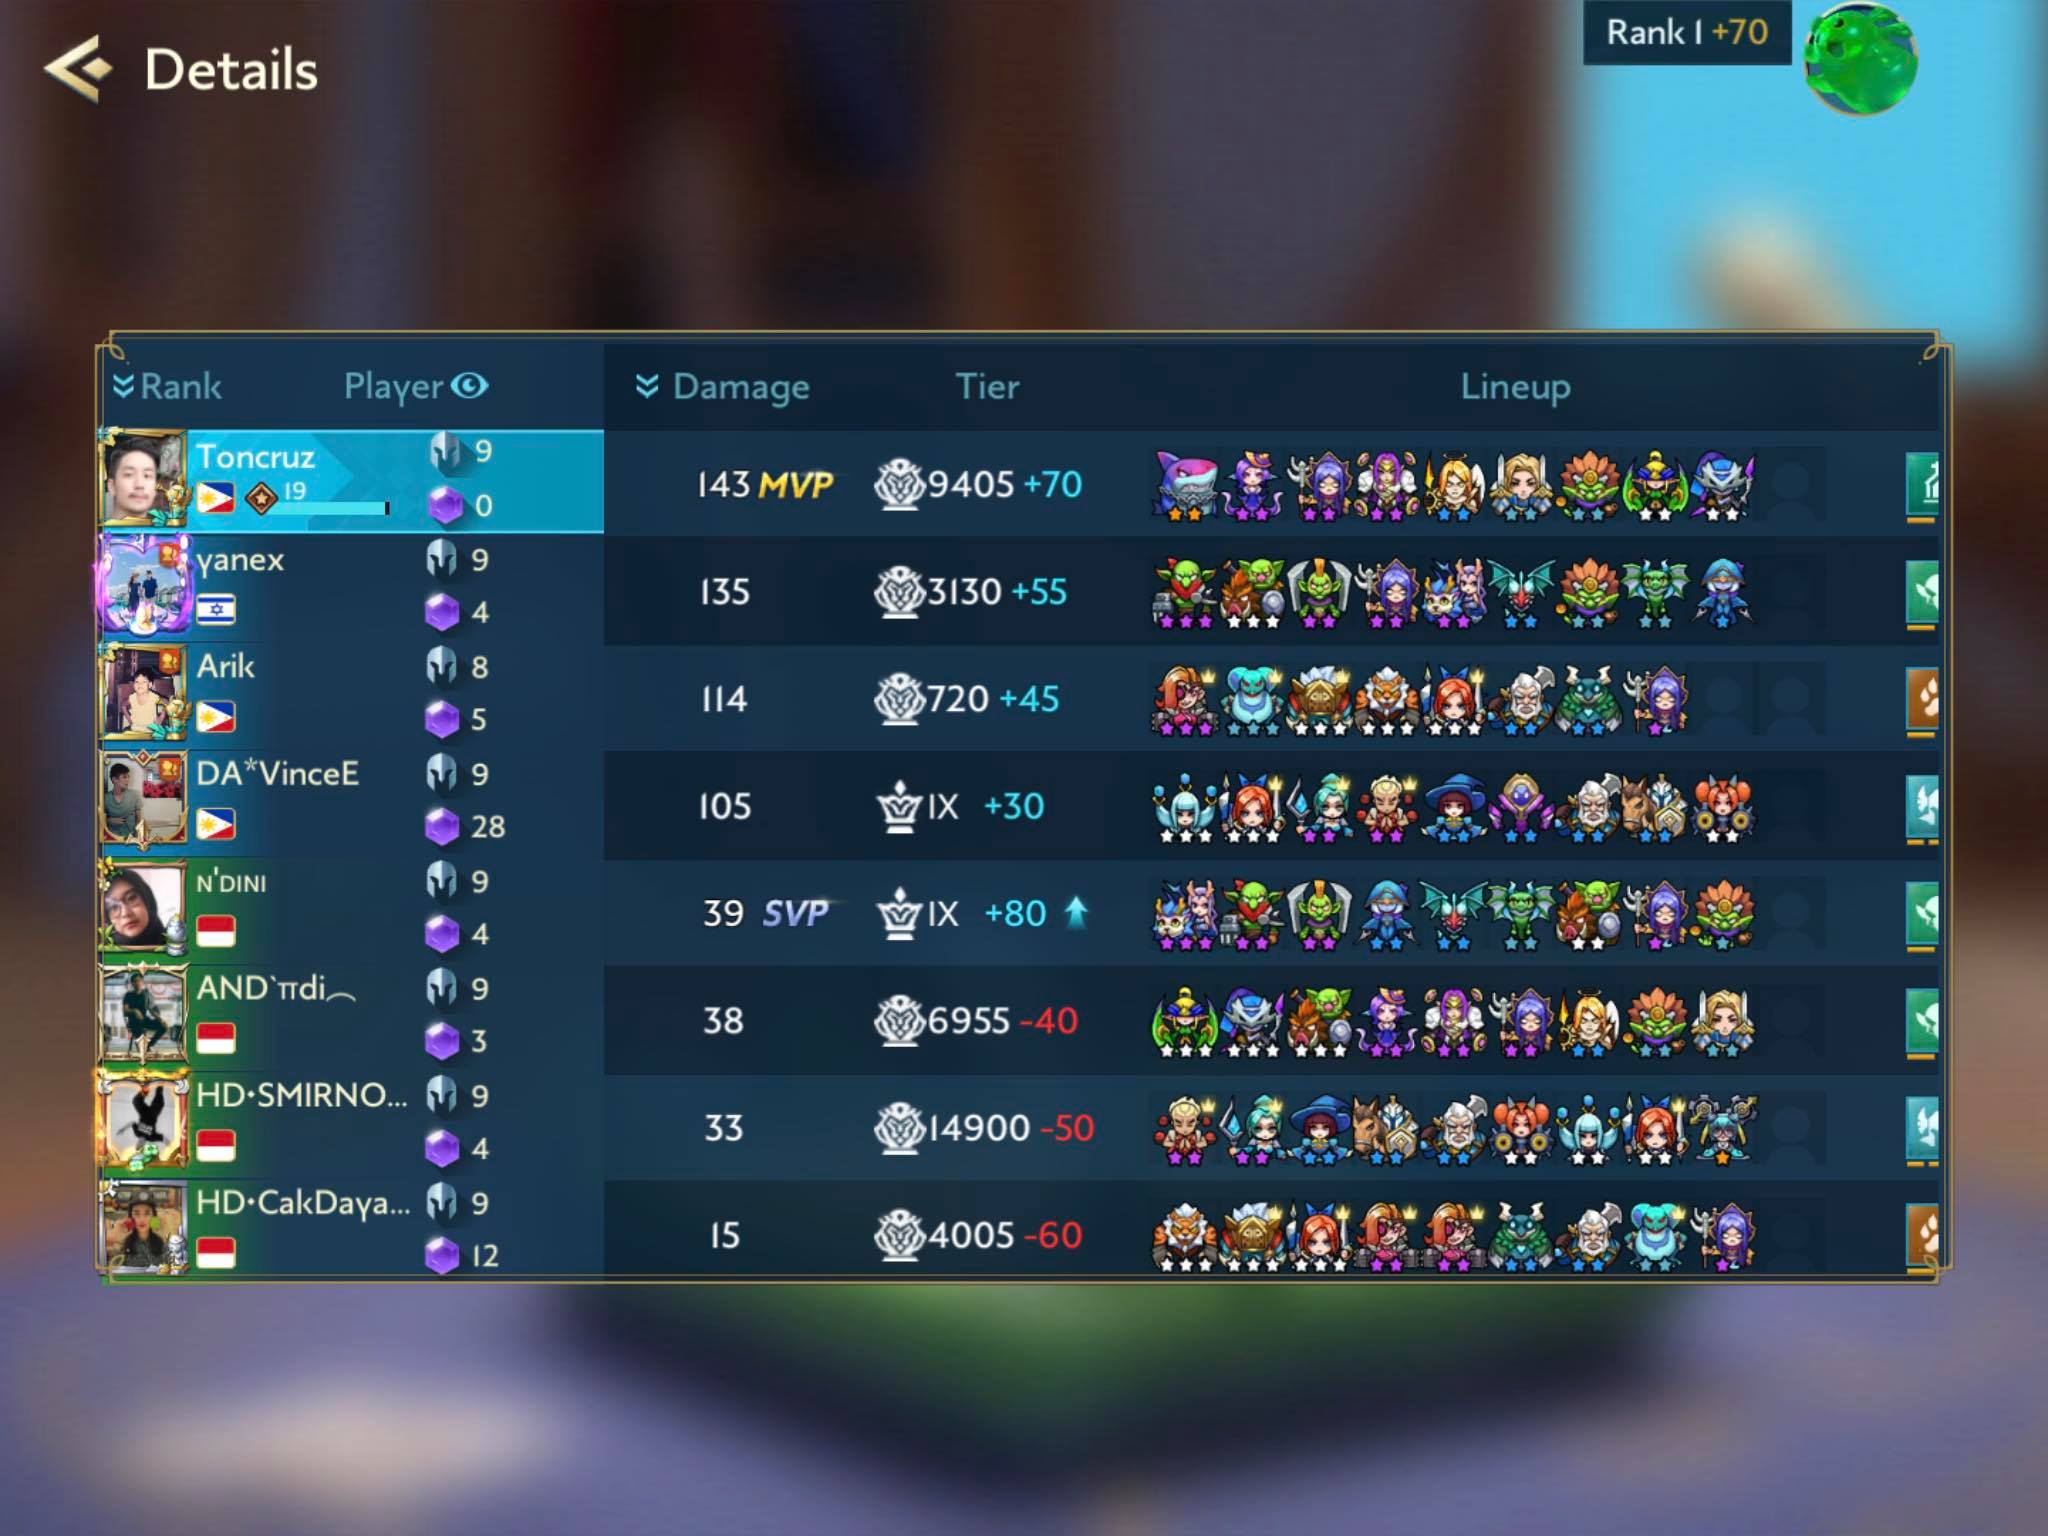 Details
Rank 1 +70
Rank Player Damage Tier Lineup
Toncruz 9 143 MVP 9405 +70
19 0
yanex 9 135 3130 +55
4
Arik 8 114 720 +45
5
DA*VinceE 9 105 IX +30
28
N'DINI 9 39 SVP IX +80
4
AND`πdi︵ 9 38 6955 -40
3
HD•SMIRNO... 9 33 14900 -50
4
HD•CakDaya... 9 15 4005 -60
12